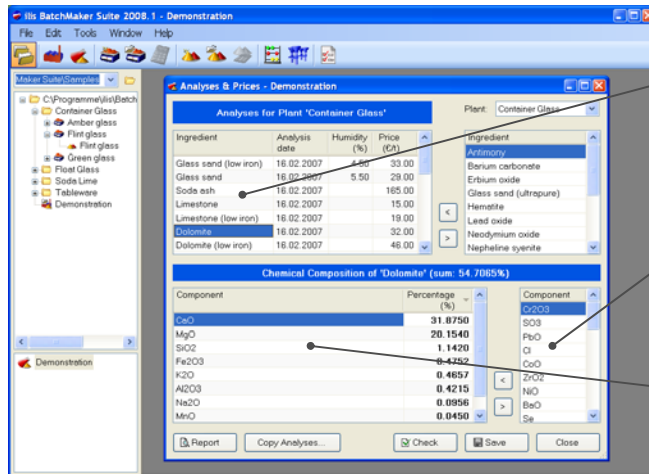 ilis BatchMaker Suite 2008.1 - Demonstration
File Edit Tools Window Help
Maker Suite\Samples
C:\Programme\ilis\Batch
Container Glass
Amber glass
Flint glass
Flint glass
Green glass
Float Glass
Soda Lime
Tableware
Demonstration
Demonstration
Analyses & Prices - Demonstration
Analyses for Plant 'Container Glass'
Plant: Container Glass
Ingredient Analysis date Humidity (%) Price (€/t)
Glass sand (low iron) 16.02.2007 4.50 33.00
Glass sand 16.02.2007 5.50 29.00
Soda ash 16.02.2007 165.00
Limestone 16.02.2007 15.00
Limestone (low iron) 16.02.2007 19.00
Dolomite 16.02.2007 32.00
Dolomite (low iron) 16.02.2007 46.00
<
>
Ingredient
Antimony
Barium carbonate
Erbium oxide
Glass sand (ultrapure)
Hematite
Lead oxide
Neodymium oxide
Nepheline syenite
Chemical Composition of 'Dolomite' (sum: 54.7065%)
Component Percentage (%)
CaO 31.8750
MgO 20.1540
SiO2 1.1420
Fe2O3 0.4752
K2O 0.4657
Al2O3 0.4215
Na2O 0.0956
MnO 0.0450
<
>
Component
Cr2O3
SO3
PbO
Cl
CoO
ZrO2
NiO
BaO
Se
Report Copy Analyses... Check Save Close